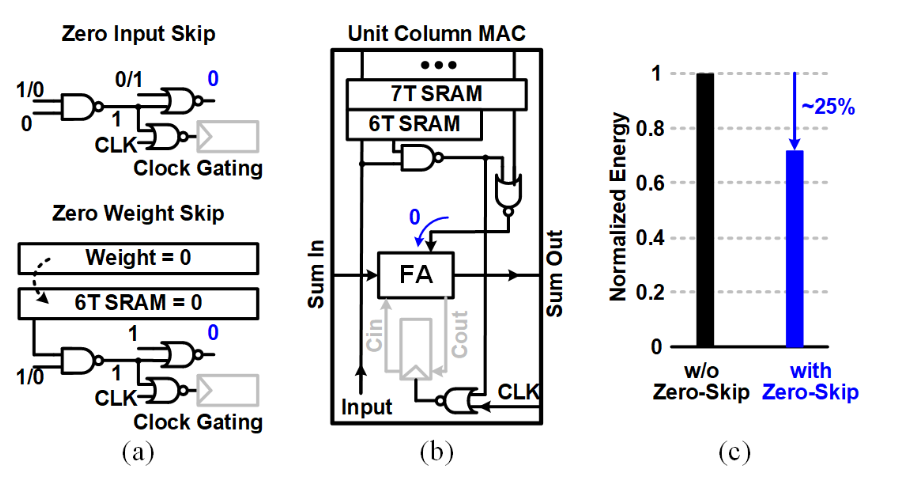 Zero Input Skip
1/0
0
0/1
0
1
CLK
Clock Gating
Zero Weight Skip
Weight = 0
6T SRAM = 0
1
0
1/0
1
CLK
Clock Gating
(a)
Unit Column MAC
7T SRAM
6T SRAM
0
Sum In
FA
Sum Out
Cin
Cout
Input
CLK
(b)
Normalized Energy
1
0.8
0.6
0.4
0.2
0
~25%
w/o
Zero-Skip
with
Zero-Skip
(c)